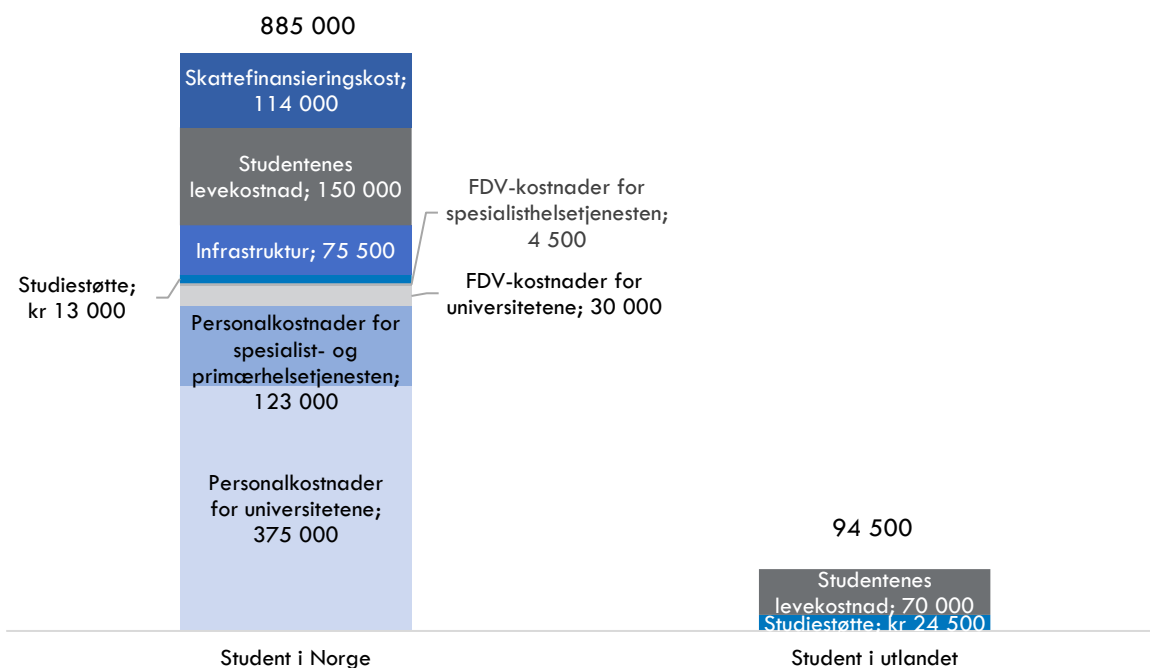 885 000
Skattefinansieringskost;
114 000
Studentenes
levekostnad; 150 000
Infrastruktur; 75 500
Studiestøtte;
kr 13 000
FDV-kostnader for
spesialisthelsetjenesten;
4 500
FDV-kostnader for
universitetene; 30 000
Personalkostnader for
spesialist- og
primærhelsetjenesten;
123 000
Personalkostnader
for universitetene;
375 000
94 500
Studentenes
levekostnad; 70 000
Studiestøtte; kr 24 500
Student i Norge
Student i utlandet